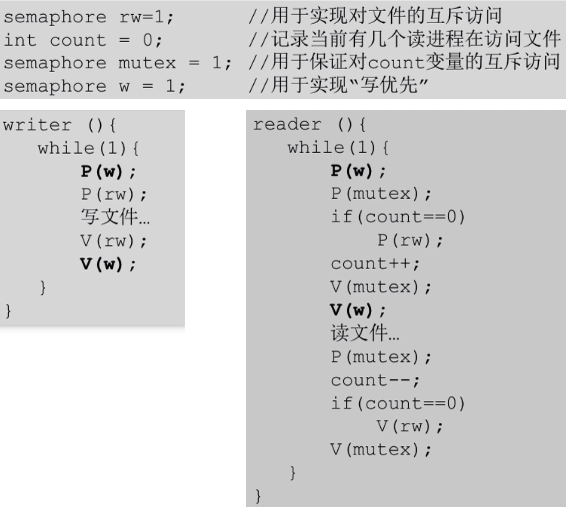 semaphore rw=1; //用于实现对文件的互斥访问
int count = 0; //记录当前有几个读进程在访问文件
semaphore mutex = 1; //用于保证对count变量的互斥访问
semaphore w = 1; //用于实现“写优先”
writer (){
while(1){
P(w);
P(rw);
写文件…
V(rw);
V(w);
}
}
reader (){
while(1){
P(w);
P(mutex);
if(count==0)
P(rw);
count++;
V(mutex);
V(w);
读文件…
P(mutex);
count--;
if(count==0)
V(rw);
V(mutex);
}
}